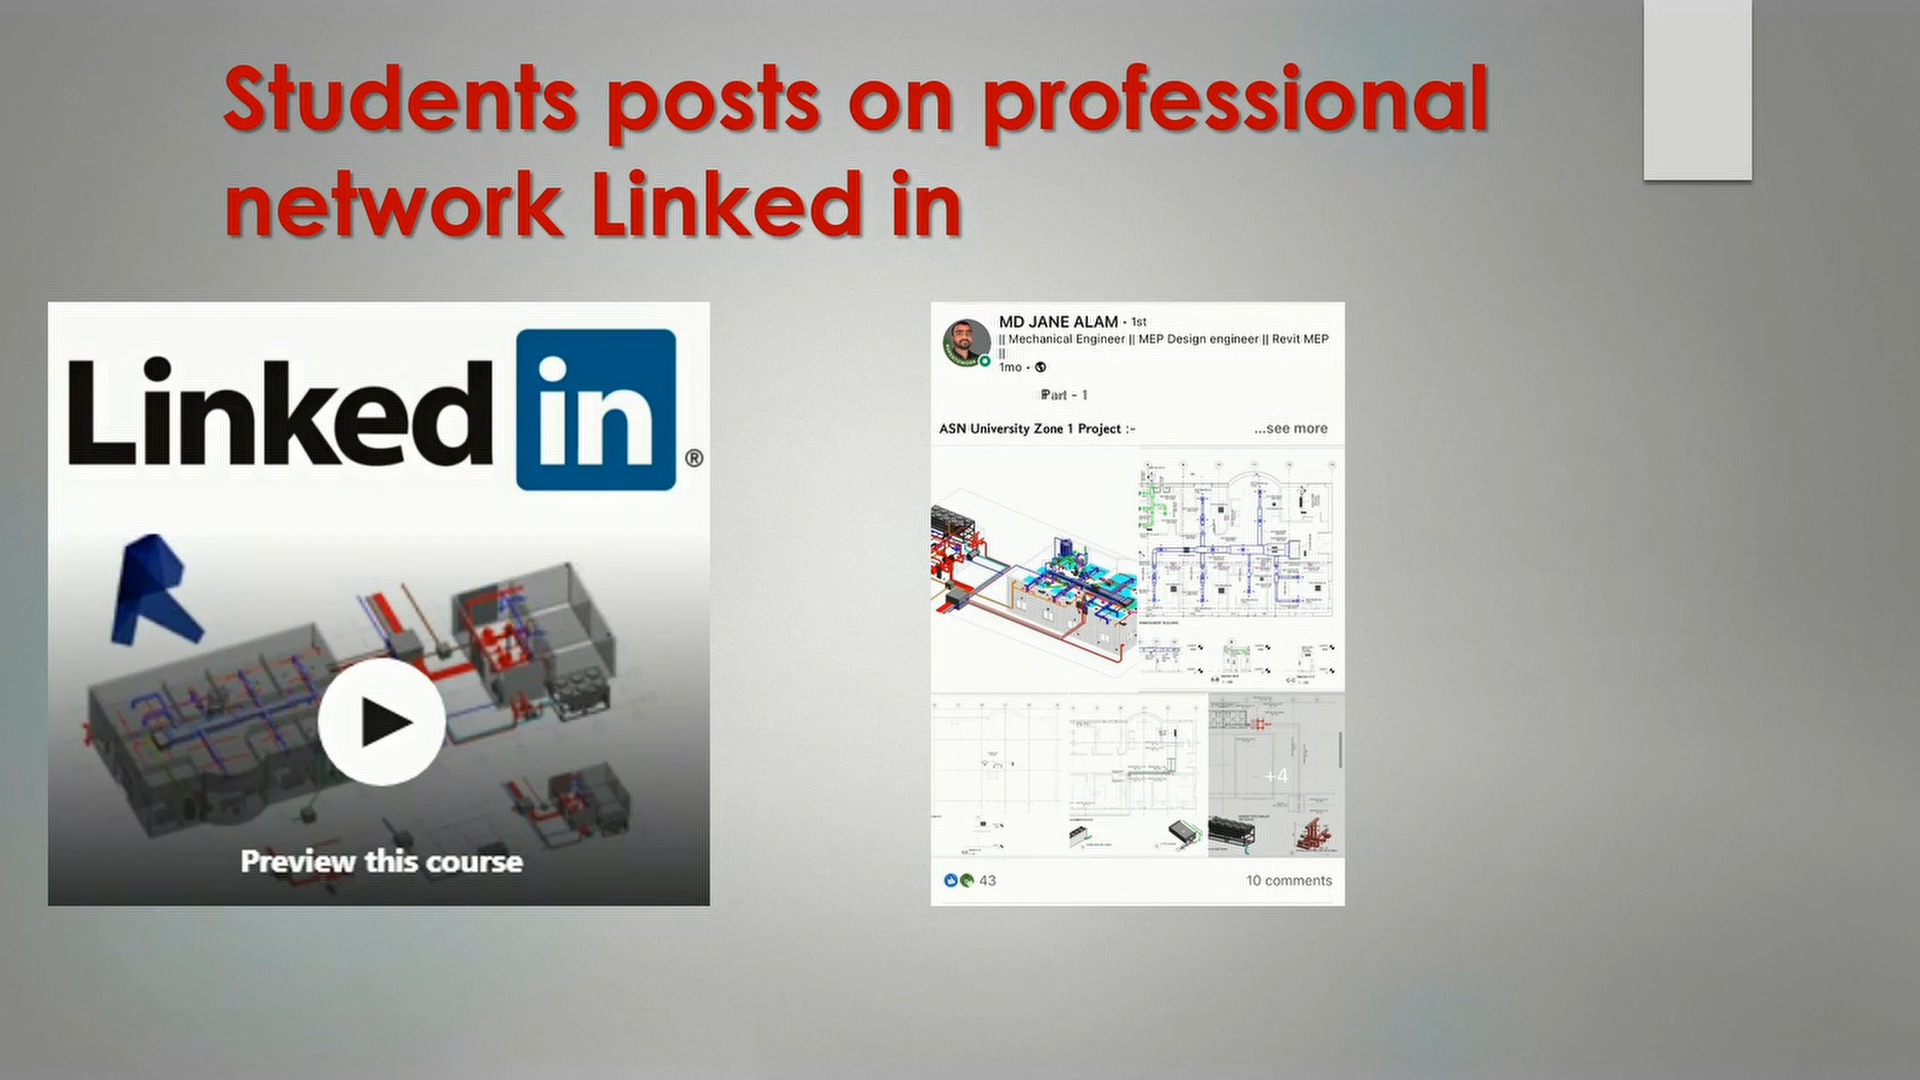 Students posts on professional
network Linked in
Linked in®
Preview this course
MD JANE ALAM · 1st
|| Mechanical Engineer || MEP Design engineer || Revit MEP
||
1mo ·
Part - 1
ASN University Zone 1 Project :-
...see more
+4
43
10 comments